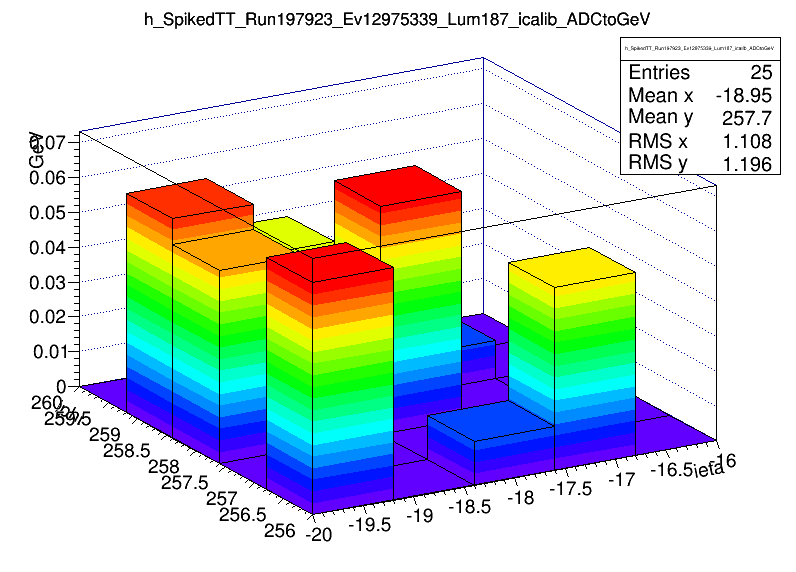 h_SpikedTT_Run197923_Ev12975339_Lum187_icalib_ADCtoGeV
h_SpikedTT_Run197923_Ev12975339_Lum187_icalib_ADCtoGeV
Entries 25
Mean x -18.95
Mean y 257.7
RMS x 1.108
RMS y 1.196
GeV
0.07
0.06
0.05
0.04
0.03
0.02
0.01
0
260
259.5
259
258.5
258
257.5
257
256.5
256
-20
-19.5
-19
-18.5
-18
-17.5
-17
-16.5
-16
ieta